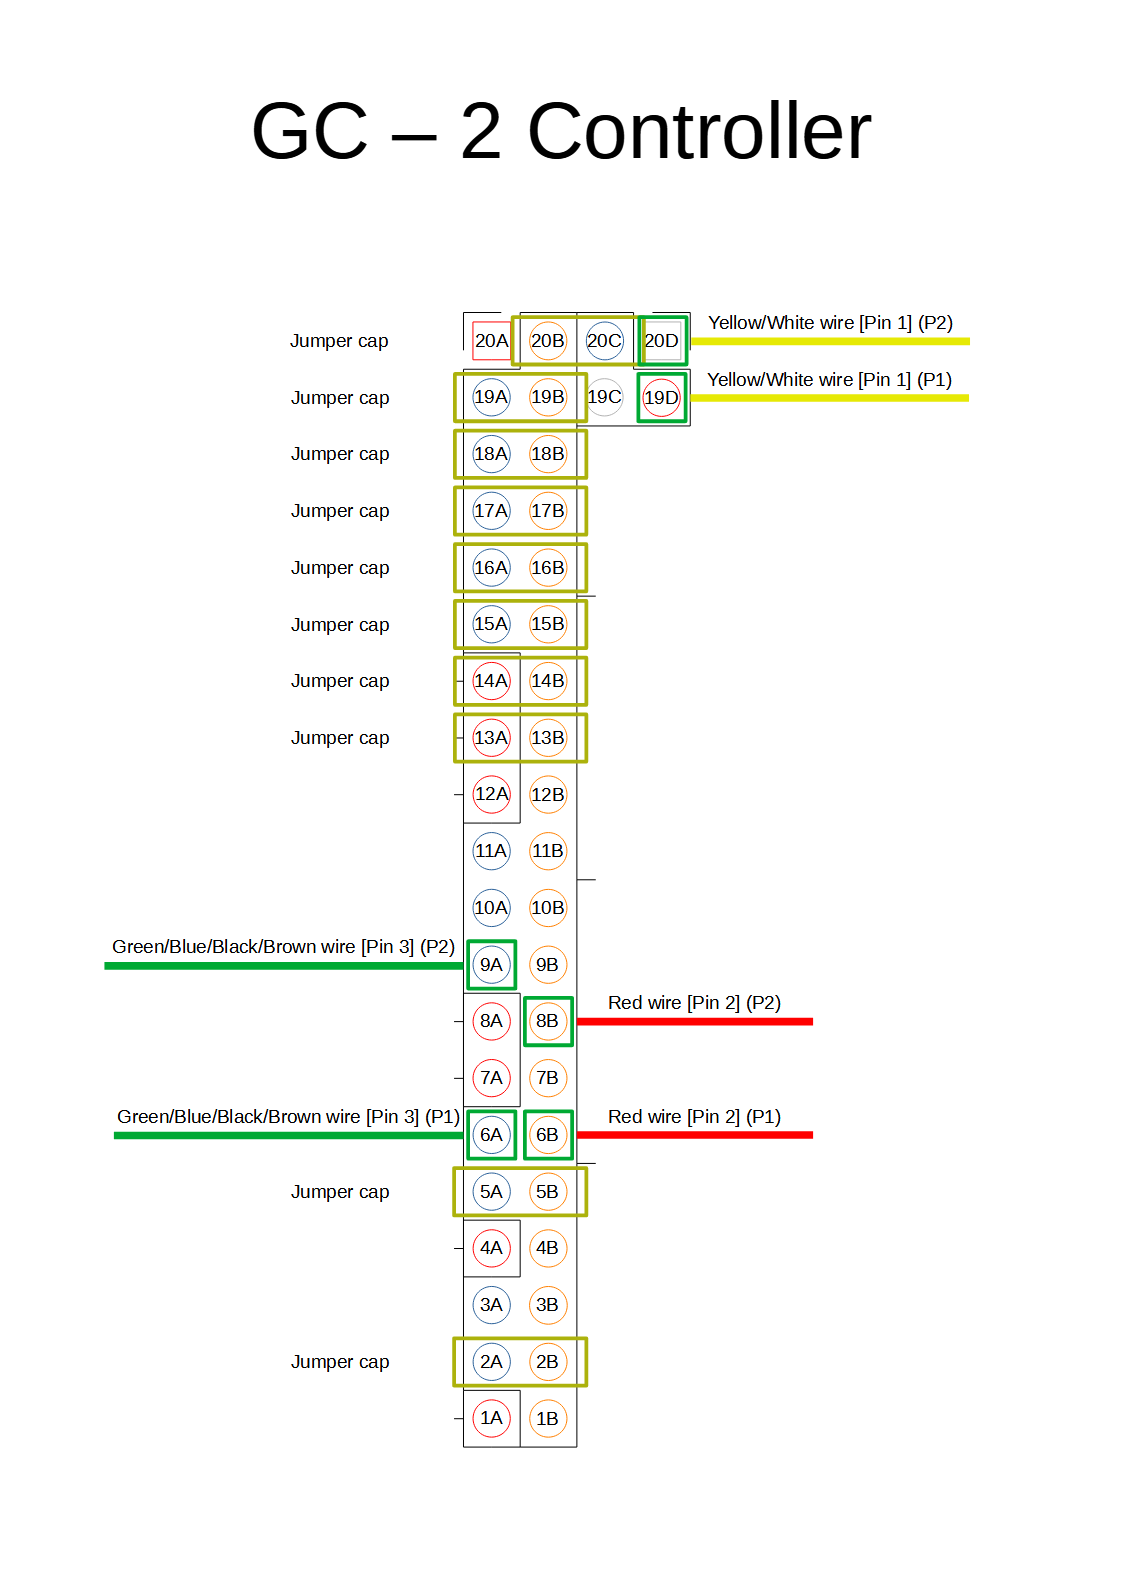 GC – 2 Controller
Jumper cap 20A 20B 20C 20D Yellow/White wire [Pin 1] (P2)
Jumper cap 19A 19B 19C 19D Yellow/White wire [Pin 1] (P1)
Jumper cap 18A 18B
Jumper cap 17A 17B
Jumper cap 16A 16B
Jumper cap 15A 15B
Jumper cap 14A 14B
Jumper cap 13A 13B
12A 12B
11A 11B
10A 10B
Green/Blue/Black/Brown wire [Pin 3] (P2) 9A 9B
8A 8B Red wire [Pin 2] (P2)
7A 7B
Green/Blue/Black/Brown wire [Pin 3] (P1) 6A 6B Red wire [Pin 2] (P1)
Jumper cap 5A 5B
4A 4B
3A 3B
Jumper cap 2A 2B
1A 1B